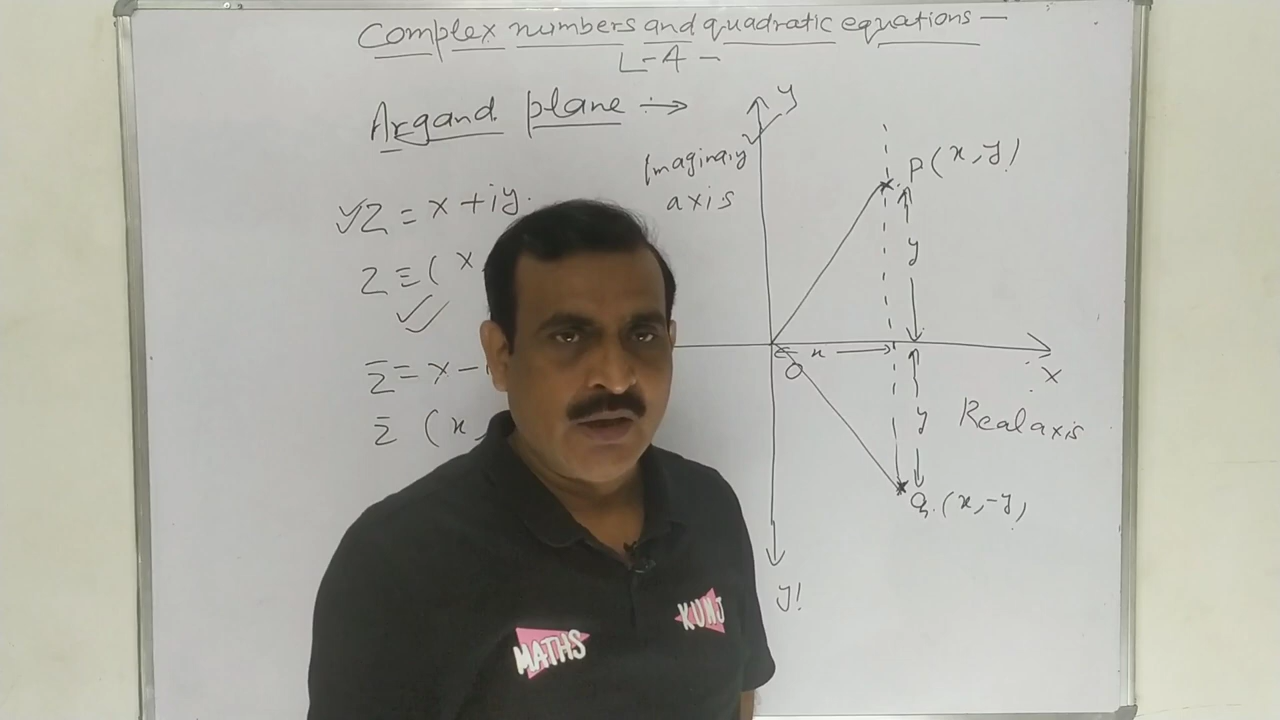 Complex numbers and quadratic equations –
L-4 –
Argand plane →
y
Imaginary
axis
P(x,y)
z = x+iy
z ≡ (x
y
z̄ = x –
z̄ (x,
x
O
X
y
Real axis
Q(x,-y)
y'
MATHS
KUNJ